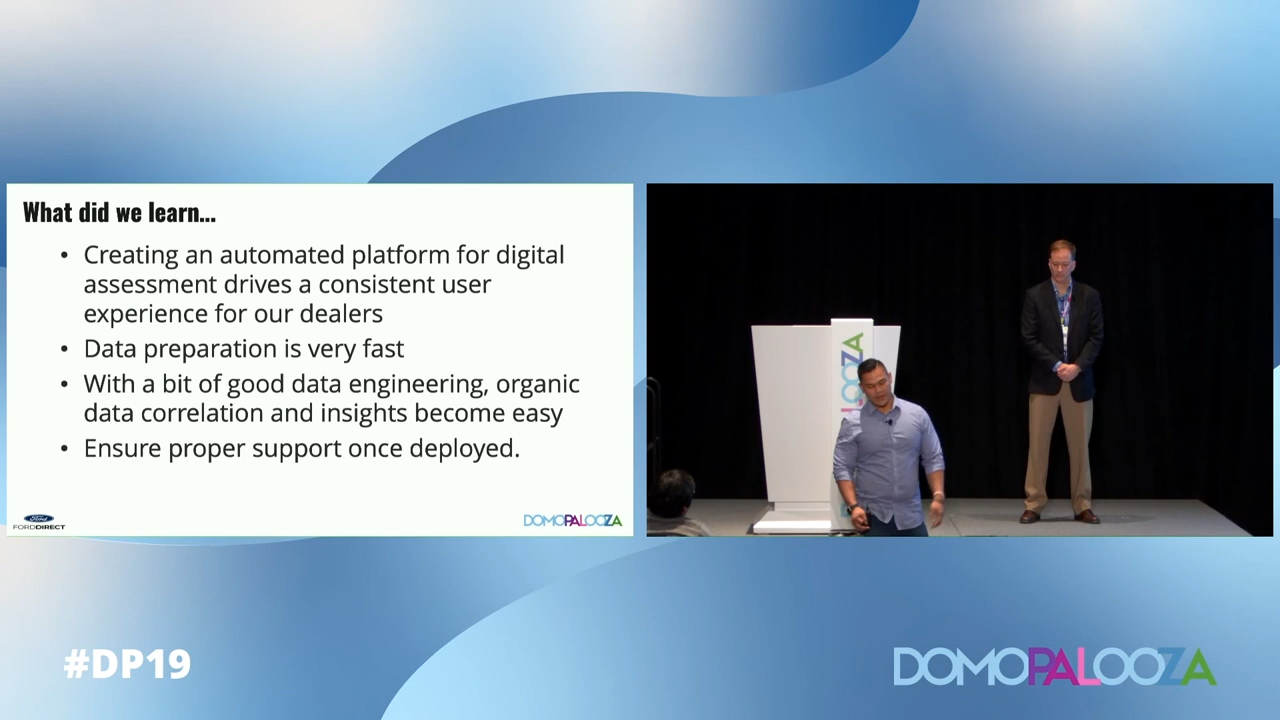 What did we learn...
• Creating an automated platform for digital
assessment drives a consistent user
experience for our dealers
• Data preparation is very fast
• With a bit of good data engineering, organic
data correlation and insights become easy
• Ensure proper support once deployed.
Ford
FORDDIRECT
DOMOPALOOZA
LOOZA
#DP19
DOMOPALOOZA